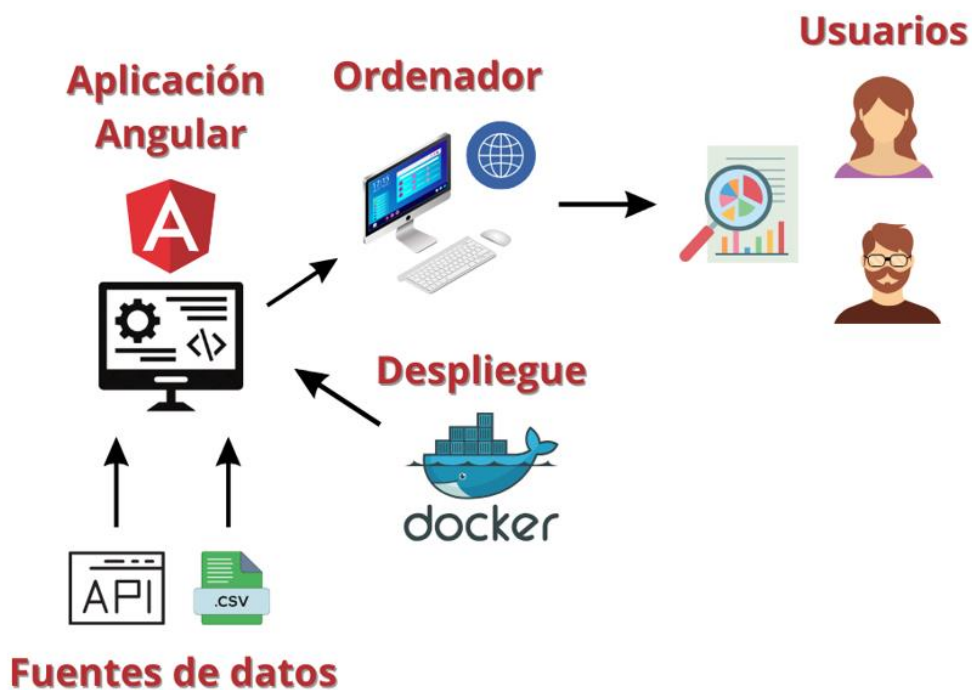 Usuarios
Aplicación
Angular
Ordenador
A
Despliegue
docker
API
.CSV
Fuentes de datos